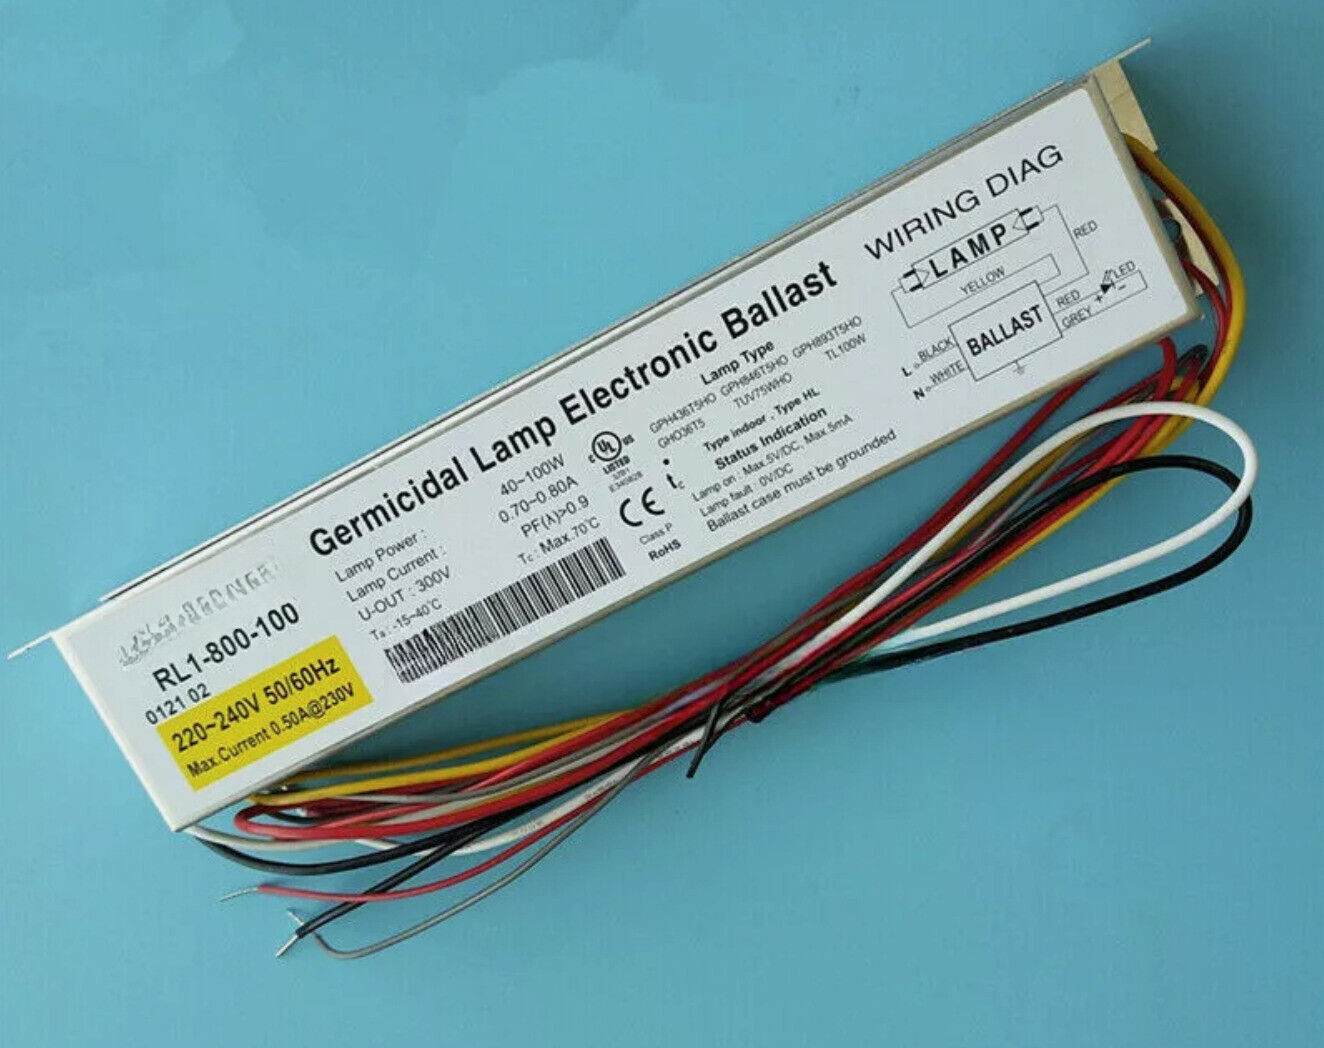 RL1-800-100
0121 02
220~240V 50/60Hz
Max.Current 0.50A@230V
Germicidal Lamp Electronic Ballast
Lamp Power : 40~100W
Lamp Current : 0.70~0.80A
U-OUT : 300V PF(λ)>0.9
Ta : -15~40℃ Tc : Max.70℃
C UL US
LISTED
CE
Class P
RoHS
Lamp Type
GPH436T5HO GPH846T5HO GPH893T5HO
GHO36T5 TUV75WHO TL100W
Type indoor . Type HL
Status Indication
Lamp on : Max.5V/DC, Max.5mA
Lamp fault : 0V/DC
Ballast case must be grounded
WIRING DIAG
LAMP
RED
YELLOW
LED
RED + -
GREY
BALLAST
L BLACK
N WHITE